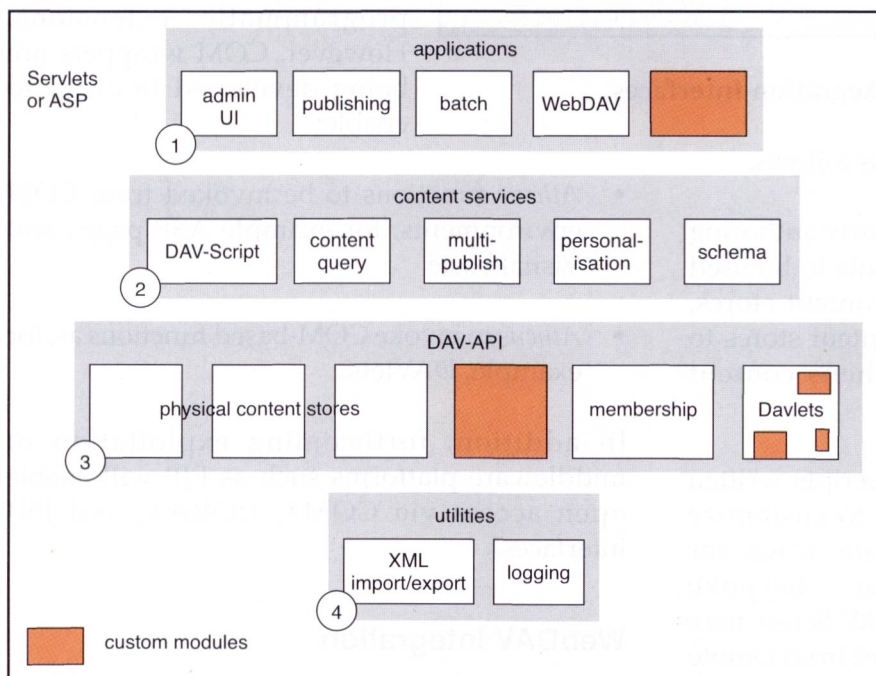 applications
Servlets
or ASP
admin
UI
publishing
batch
WebDAV
1
content services
DAV-Script
content
query
multi-
publish
personal-
isation
schema
2
DAV-API
physical content stores
membership
Davlets
3
utilities
XML
import/export
logging
4
custom modules